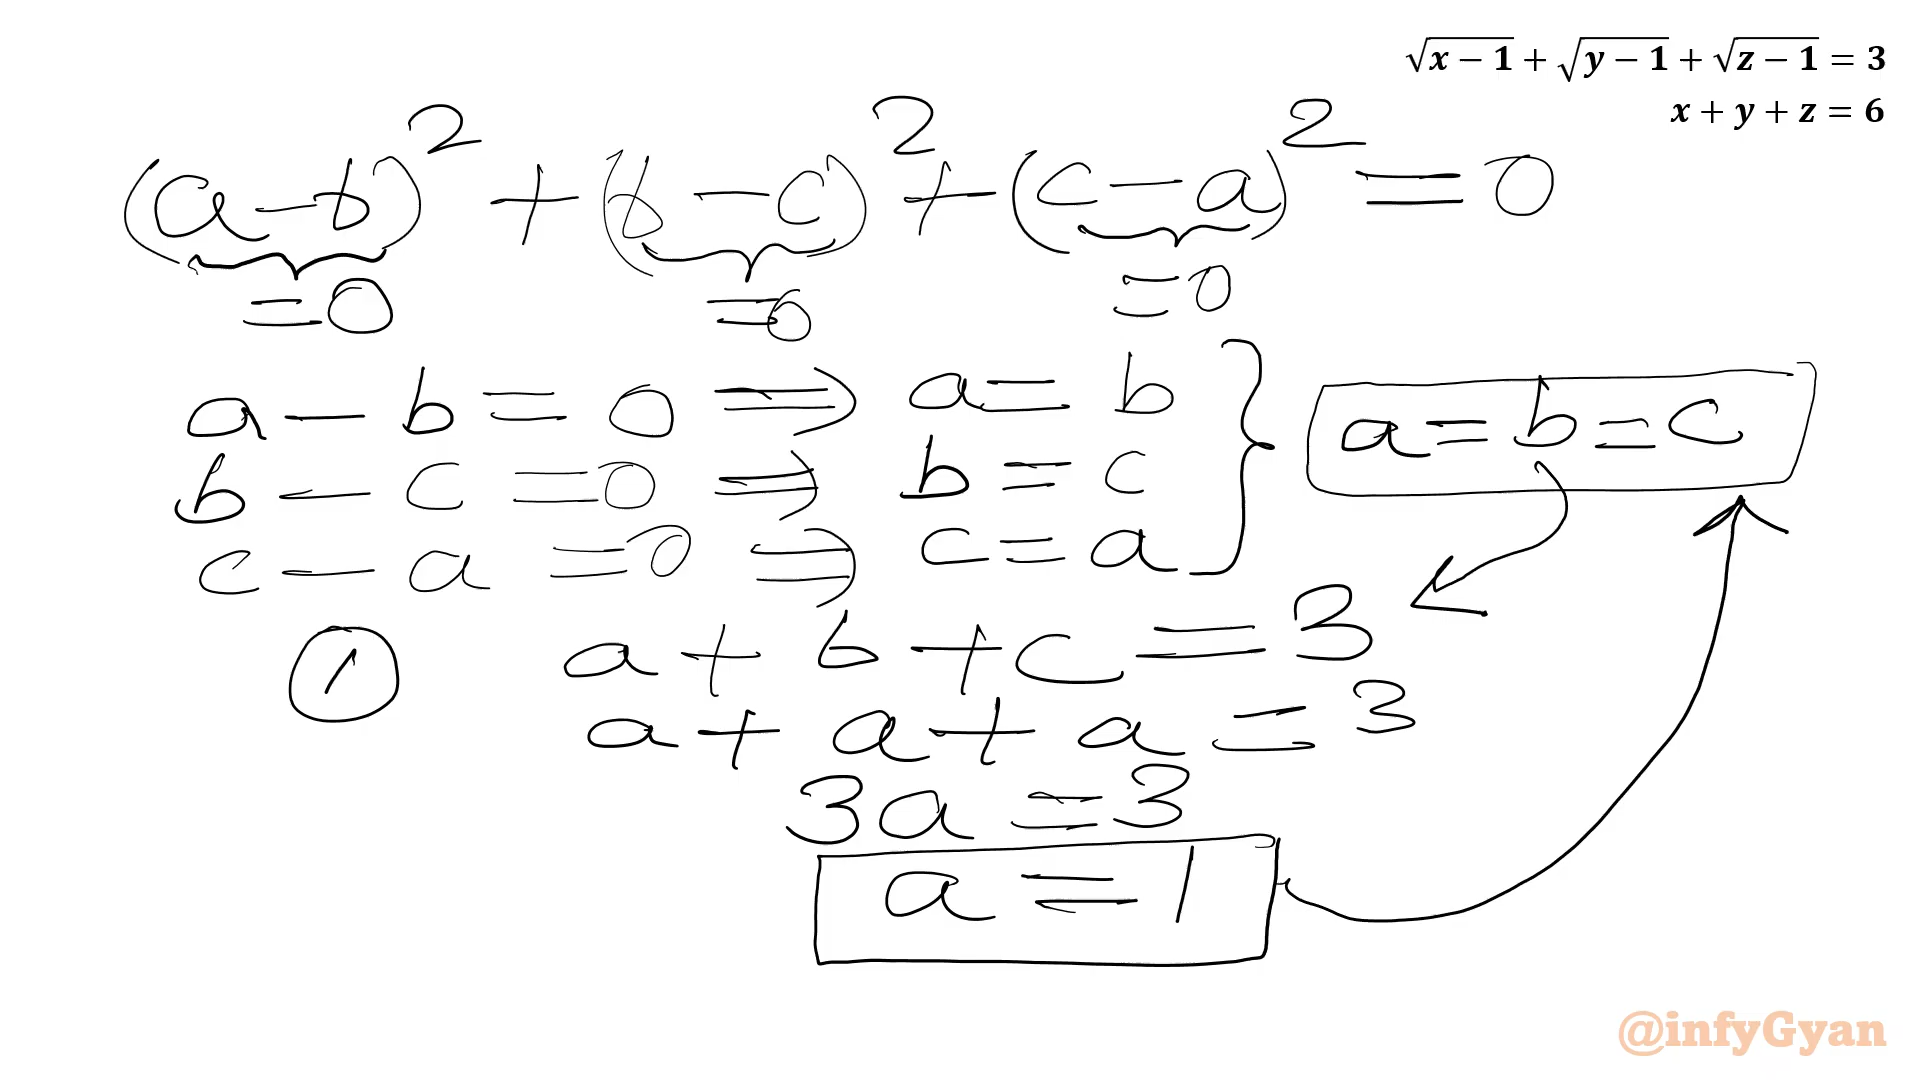 √x − 1 + √y − 1 + √z − 1 = 3
x + y + z = 6
(a − b)² + (b − c)² + (c − a)² = 0
= 0 = 0 = 0
a − b = 0 ⇒ a = b
b − c = 0 ⇒ b = c
c − a = 0 ⇒ c = a
a = b = c
① a + b + c = 3
a + a + a = 3
3a = 3
a = 1
@infyGyan